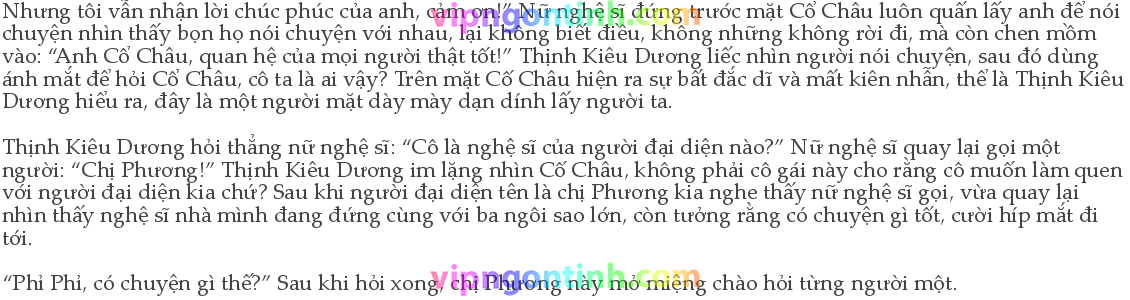 Nhưng tôi vẫn nhận lời chúc phúc của anh, cảm ơn!” Nữ nghệ sĩ đứng trước mặt Cổ Châu luôn quấn lấy anh để nói
chuyện nhìn thấy bọn họ nói chuyện với nhau, lại không biết điều, không những không rời đi, mà còn chen mồm
vào: “Anh Cổ Châu, quan hệ của mọi người thật tốt!” Thịnh Kiêu Dương liếc nhìn người nói chuyện, sau đó dùng
ánh mắt để hỏi Cổ Châu, cô ta là ai vậy? Trên mặt Cố Châu hiện ra sự bất đắc dĩ và mất kiên nhẫn, thể là Thịnh Kiêu
Dương hiểu ra, đây là một người mặt dày mày dạn dính lấy người ta.
Thịnh Kiêu Dương hỏi thẳng nữ nghệ sĩ: “Cô là nghệ sĩ của người đại diện nào?” Nữ nghệ sĩ quay lại gọi một
người: “Chị Phương!” Thịnh Kiêu Dương im lặng nhìn Cố Châu, không phải cô gái này cho rằng cô muốn làm quen
với người đại diện kia chứ? Sau khi người đại diện tên là chị Phương kia nghe thấy nữ nghệ sĩ gọi, vừa quay lại
nhìn thấy nghệ sĩ nhà mình đang đứng cùng với ba ngôi sao lớn, còn tưởng rằng có chuyện gì tốt, cười híp mắt đi
tới.
“Phỉ Phỉ, có chuyện gì thế?” Sau khi hỏi xong, chị Phương này mở miệng chào hỏi từng người một.
vipngontinh.com
vipngontinh.com